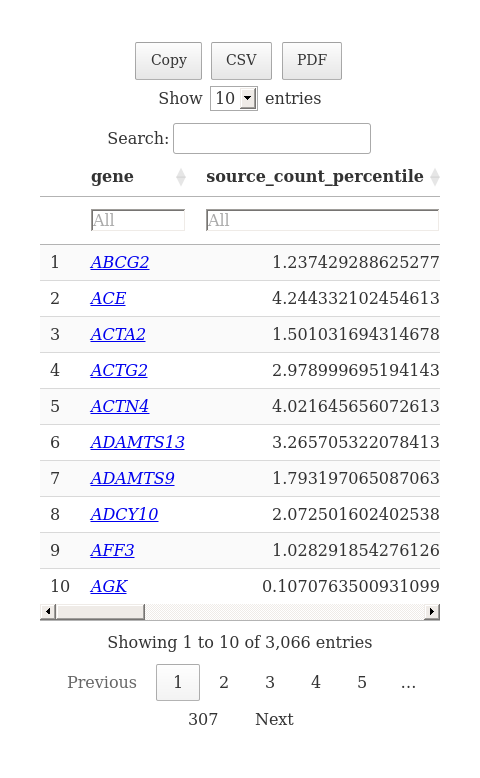 Copy CSV PDF
Show 10 entries
Search:
gene source_count_percentile
All All
1 ABCG2 1.237429288625277
2 ACE 4.244332102454613
3 ACTA2 1.501031694314678
4 ACTG2 2.978999695194143
5 ACTN4 4.021645656072613
6 ADAMTS13 3.265705322078413
7 ADAMTS9 1.793197065087063
8 ADCY10 2.072501602402538
9 AFF3 1.028291854276126
10 AGK 0.1070763500931099
Showing 1 to 10 of 3,066 entries
Previous 1 2 3 4 5 …
307 Next